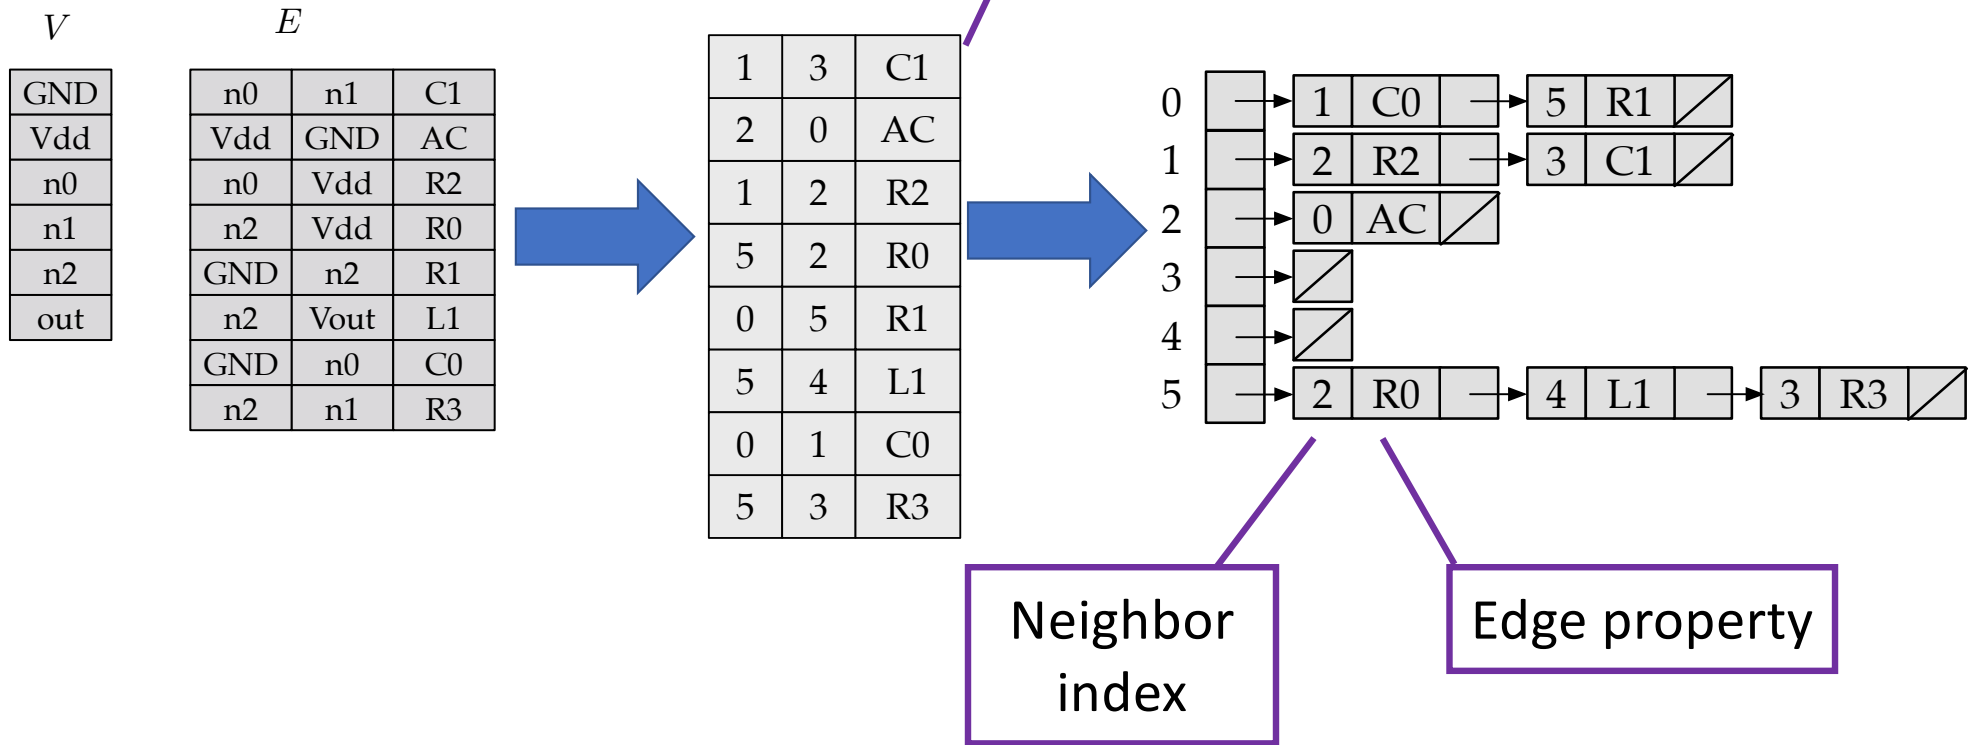 V
E
GND
Vdd
n0
n1
n2
out
n0 n1 C1
Vdd GND AC
n0 Vdd R2
n2 Vdd R0
GND n2 R1
n2 Vout L1
GND n0 C0
n2 n1 R3
1 3 C1
2 0 AC
1 2 R2
5 2 R0
0 5 R1
5 4 L1
0 1 C0
5 3 R3
0 1 C0 5 R1
1 2 R2 3 C1
2 0 AC
3
4
5 2 R0 4 L1 3 R3
Neighbor
index
Edge property